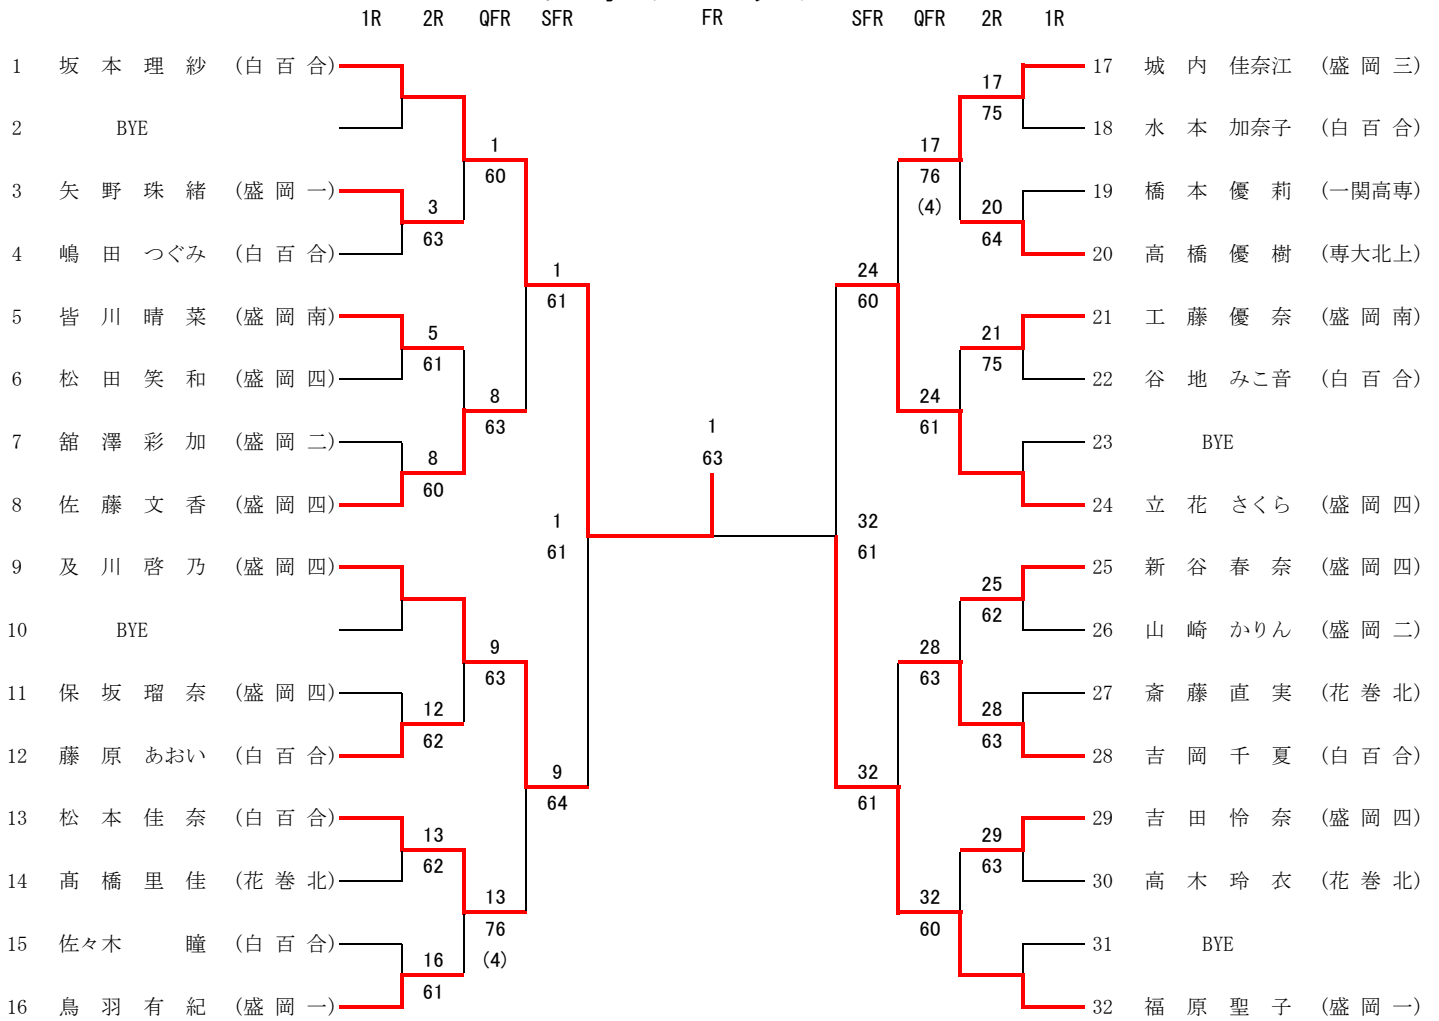 1R 2R QFR SFR FR SFR QFR 2R 1R
1 坂本理紗 (白百合)
2 BYE
3 矢野珠緒 (盛岡一)
4 嶋田つぐみ (白百合)
5 皆川晴菜 (盛岡南)
6 松田笑和 (盛岡四)
7 舘澤彩加 (盛岡二)
8 佐藤文香 (盛岡四)
9 及川啓乃 (盛岡四)
10 BYE
11 保坂瑠奈 (盛岡四)
12 藤原あおい (白百合)
13 松本佳奈 (白百合)
14 髙橋里佳 (花巻北)
15 佐々木瞳 (白百合)
16 鳥羽有紀 (盛岡一)
3
63
5
61
8
60
12
62
13
62
16
61
1
60
8
63
9
63
13
76
(4)
1
61
9
64
1
61
1
63
32
61
24
60
32
61
17
76
(4)
24
61
28
63
32
60
17
75
20
64
21
75
25
62
28
63
29
63
17 城内佳奈江 (盛岡三)
18 水本加奈子 (白百合)
19 橋本優莉 (一関高専)
20 高橋優樹 (専大北上)
21 工藤優奈 (盛岡南)
22 谷地みこ音 (白百合)
23 BYE
24 立花さくら (盛岡四)
25 新谷春奈 (盛岡四)
26 山崎かりん (盛岡二)
27 斎藤直実 (花巻北)
28 吉岡千夏 (白百合)
29 吉田怜奈 (盛岡四)
30 高木玲衣 (花巻北)
31 BYE
32 福原聖子 (盛岡一)